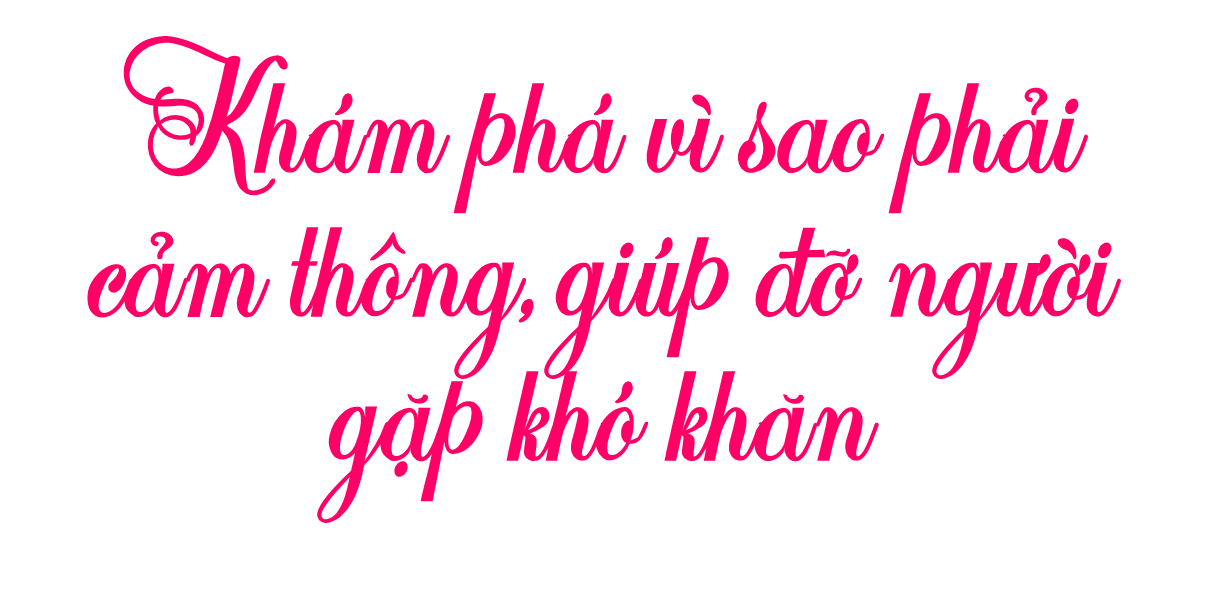 Khám phá vì sao phải
cảm thông, giúp đỡ người
gặp khó khăn